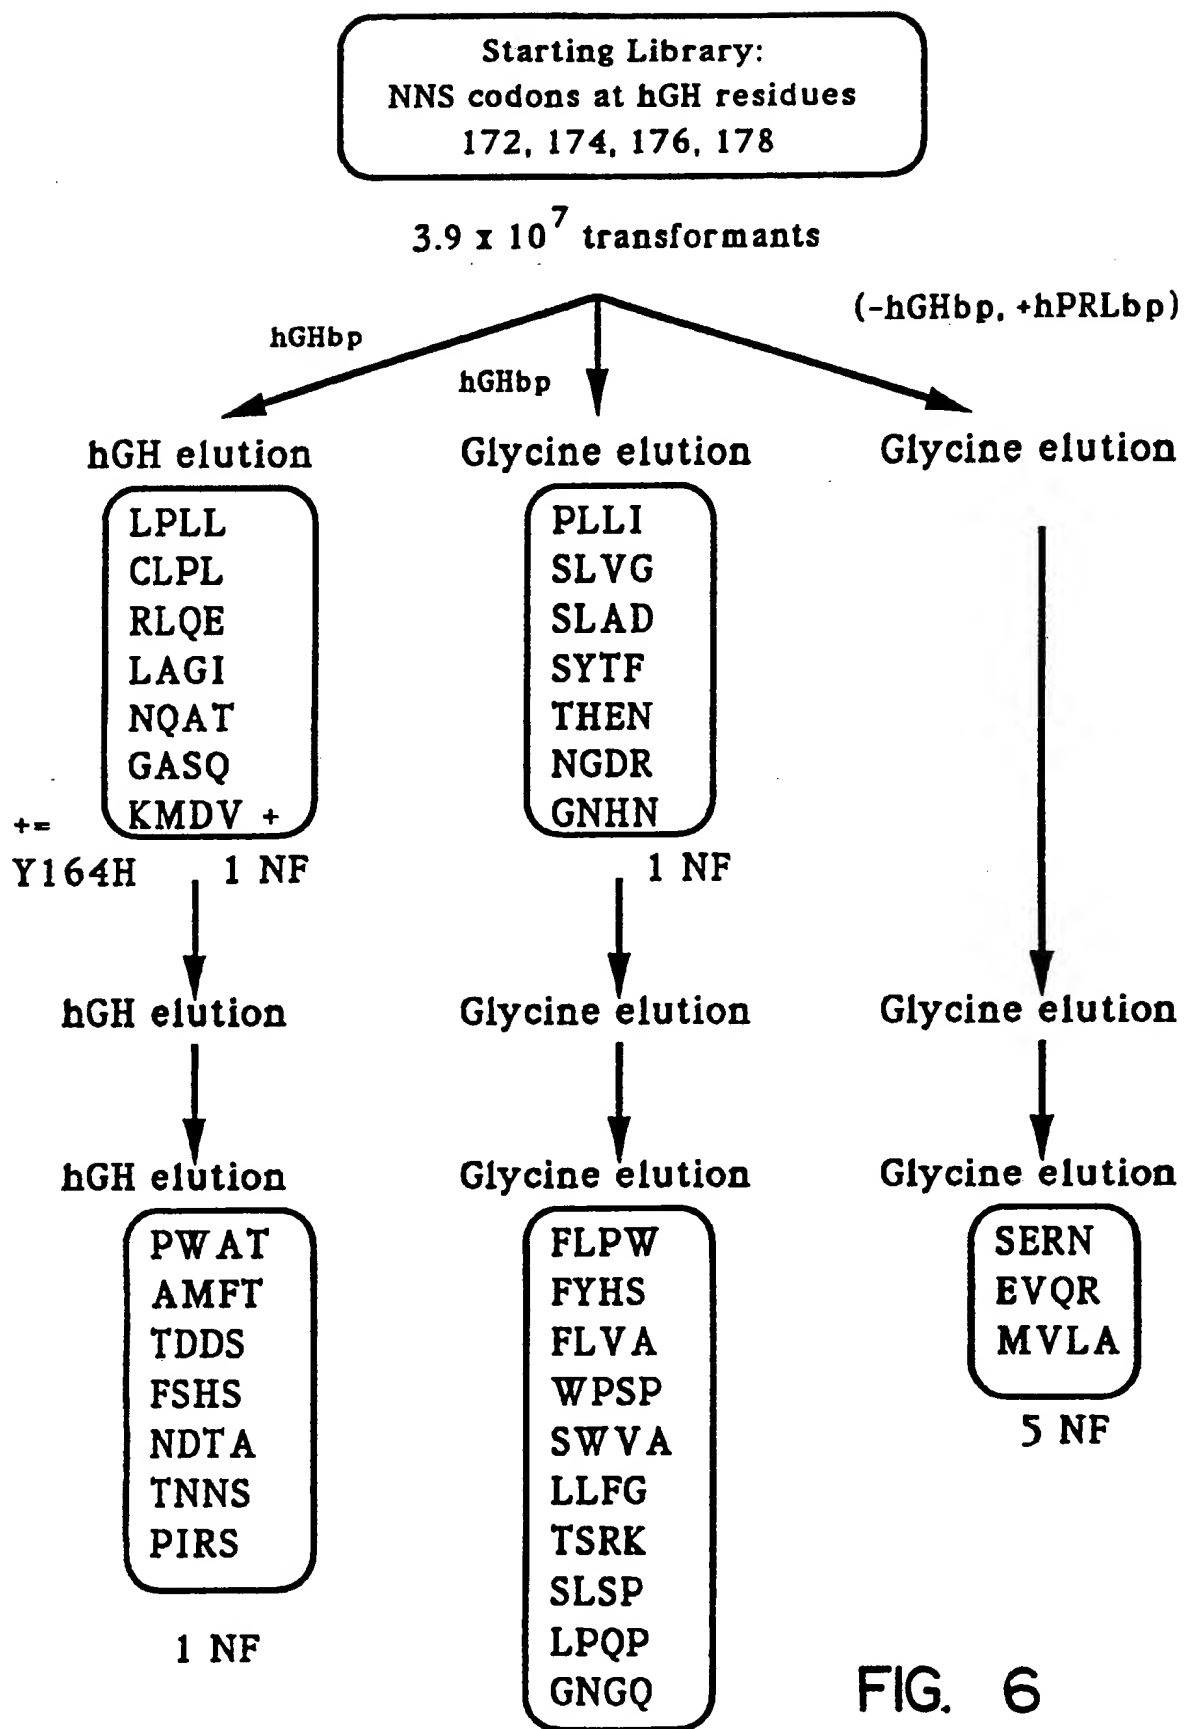 Starting Library:
NNS codons at hGH residues
172, 174, 176, 178
3.9 x 10^7 transformants
(-hGHbp, +hPRLbp)
hGHbp
hGHbp
hGH elution
LPLL
CLPL
RLQE
LAGI
NQAT
GASQ
KMDV +
+=
Y164H
1 NF
hGH elution
hGH elution
PWAT
AMFT
TDDS
FSHS
NDTA
TNNS
PIRS
1 NF
Glycine elution
PLLI
SLVG
SLAD
SYTF
THEN
NGDR
GNHN
1 NF
Glycine elution
Glycine elution
FLPW
FYHS
FLVA
WPSP
SWVA
LLFG
TSRK
SLSP
LPQP
GNGQ
Glycine elution
Glycine elution
Glycine elution
SERN
EVQR
MVLA
5 NF
FIG. 6